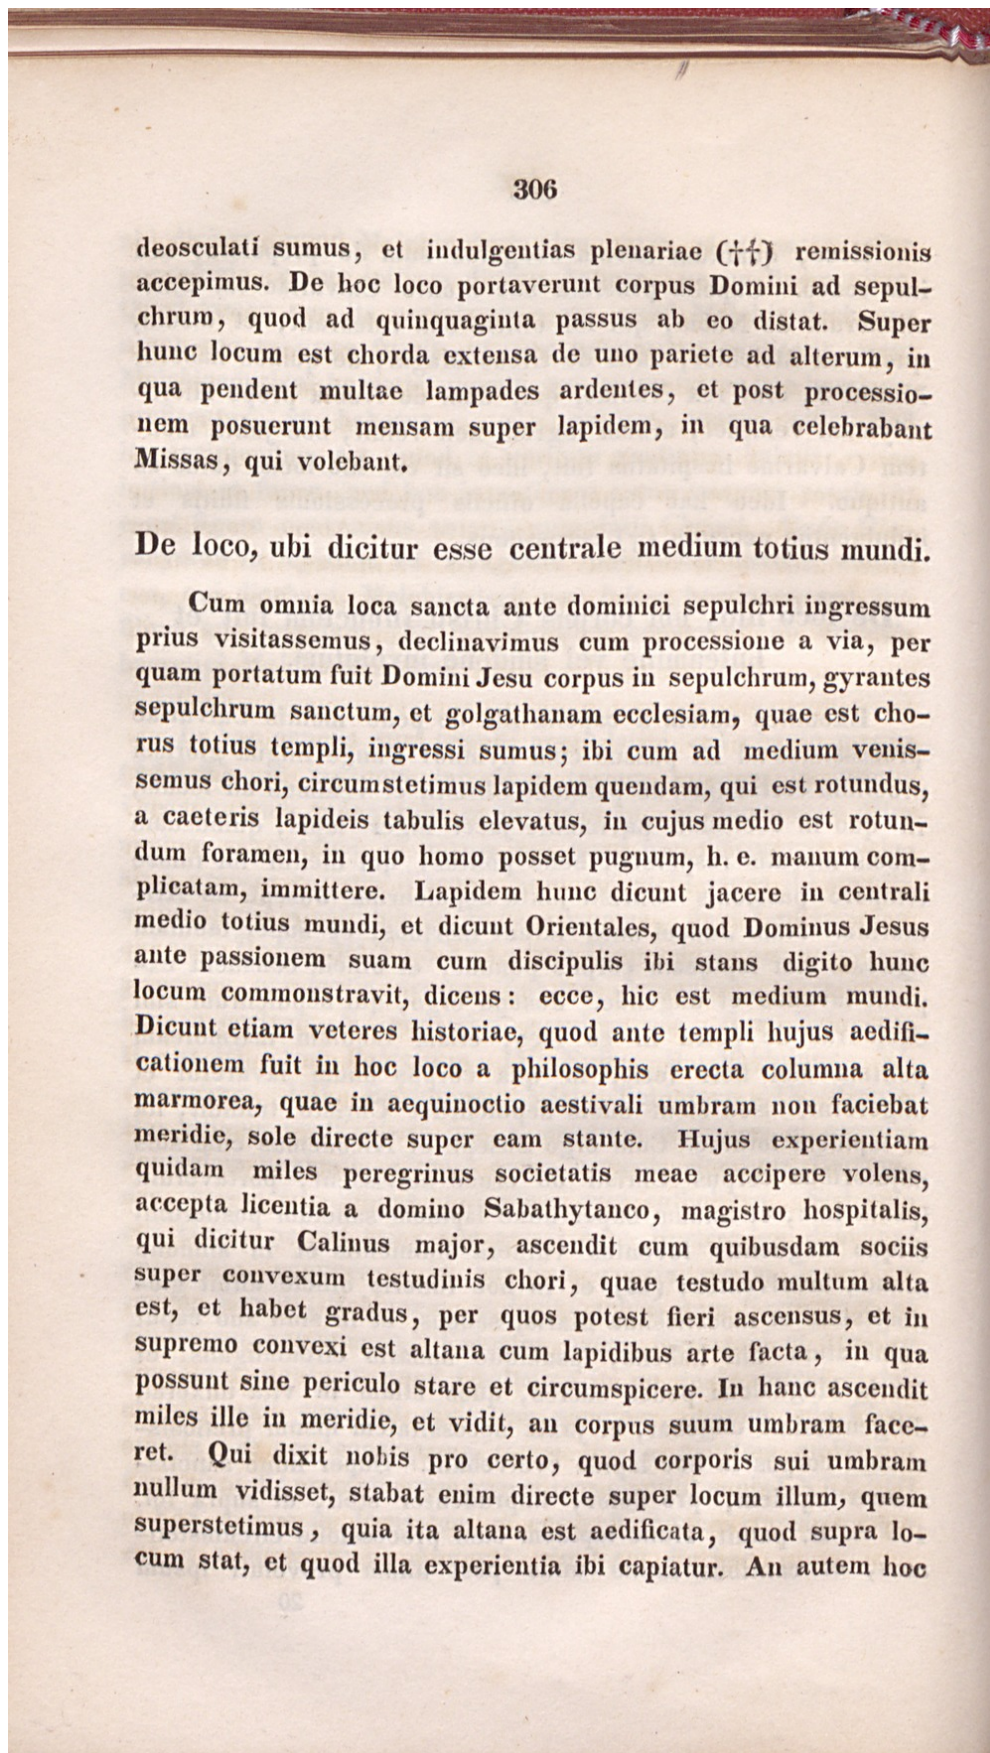 306
deosculati sumus, et indulgentias plenariae (††) remissionis
accepimus. De hoc loco portaverunt corpus Domini ad sepul-
chrum, quod ad quinquaginta passus ab eo distat. Super
hunc locum est chorda extensa de uno pariete ad alterum, in
qua pendent multae lampades ardentes, et post processio-
nem posuerunt mensam super lapidem, in qua celebrabant
Missas, qui volebant.
De loco, ubi dicitur esse centrale medium totius mundi.
Cum omnia loca sancta ante dominici sepulchri ingressum
prius visitassemus, declinavimus cum processione a via, per
quam portatum fuit Domini Jesu corpus in sepulchrum, gyrantes
sepulchrum sanctum, et golgathanam ecclesiam, quae est cho-
rus totius templi, ingressi sumus; ibi cum ad medium venis-
semus chori, circumstetimus lapidem quendam, qui est rotundus,
a caeteris lapideis tabulis elevatus, in cujus medio est rotun-
dum foramen, in quo homo posset pugnum, h. e. manum com-
plicatam, immittere. Lapidem hunc dicunt jacere in centrali
medio totius mundi, et dicunt Orientales, quod Dominus Jesus
ante passionem suam cum discipulis ibi stans digito hunc
locum commonstravit, dicens: ecce, hic est medium mundi.
Dicunt etiam veteres historiae, quod ante templi hujus aedifi-
cationem fuit in hoc loco a philosophis erecta columna alta
marmorea, quae in aequinoctio aestivali umbram non faciebat
meridie, sole directe super eam stante. Hujus experientiam
quidam miles peregrinus societatis meae accipere volens,
accepta licentia a domino Sabathytanco, magistro hospitalis,
qui dicitur Calinus major, ascendit cum quibusdam sociis
super convexum testudinis chori, quae testudo multum alta
est, et habet gradus, per quos potest fieri ascensus, et in
supremo convexi est altana cum lapidibus arte facta, in qua
possunt sine periculo stare et circumspicere. In hanc ascendit
miles ille in meridie, et vidit, an corpus suum umbram face-
ret. Qui dixit nobis pro certo, quod corporis sui umbram
nullum vidisset, stabat enim directe super locum illum, quem
superstetimus, quia ita altana est aedificata, quod supra lo-
cum stat, et quod illa experientia ibi capiatur. An autem hoc